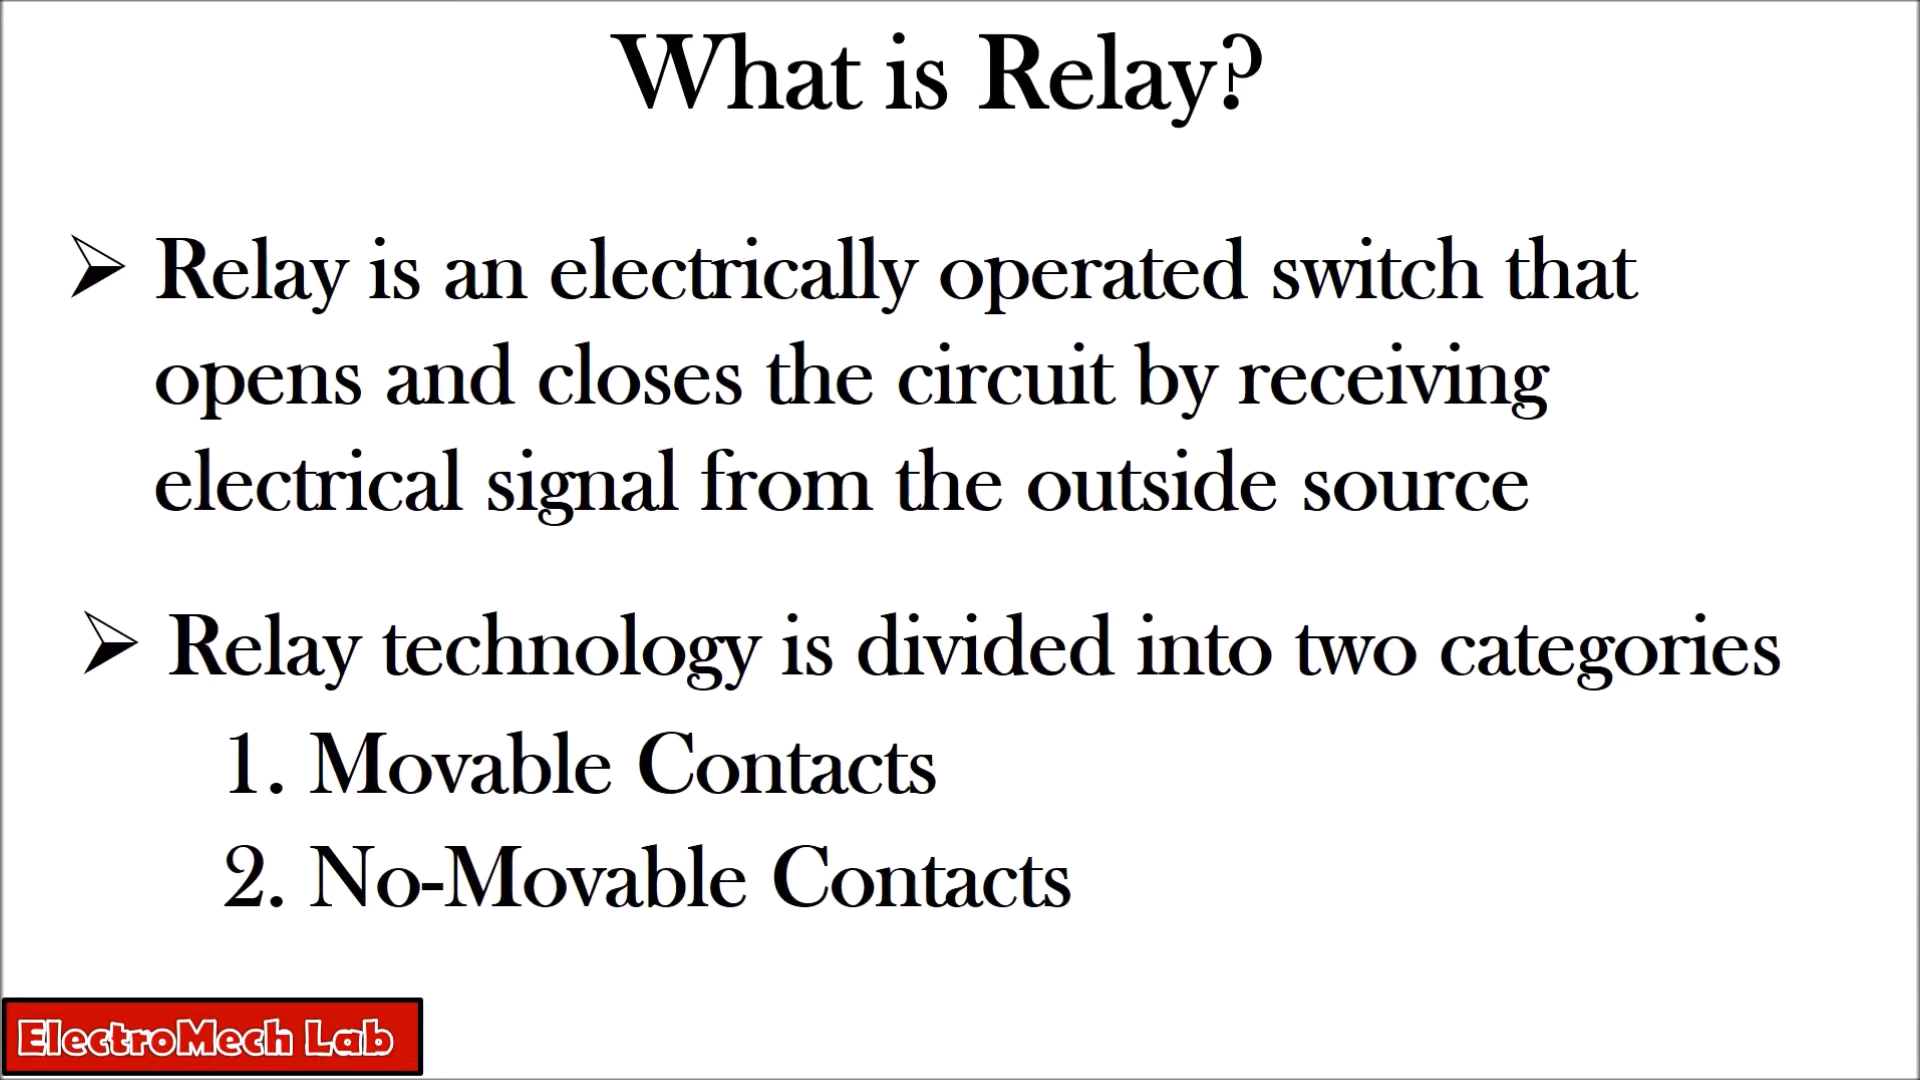 What is Relay?
➢ Relay is an electrically operated switch that
opens and closes the circuit by receiving
electrical signal from the outside source
➢ Relay technology is divided into two categories
1. Movable Contacts
2. No-Movable Contacts
ElectroMech Lab